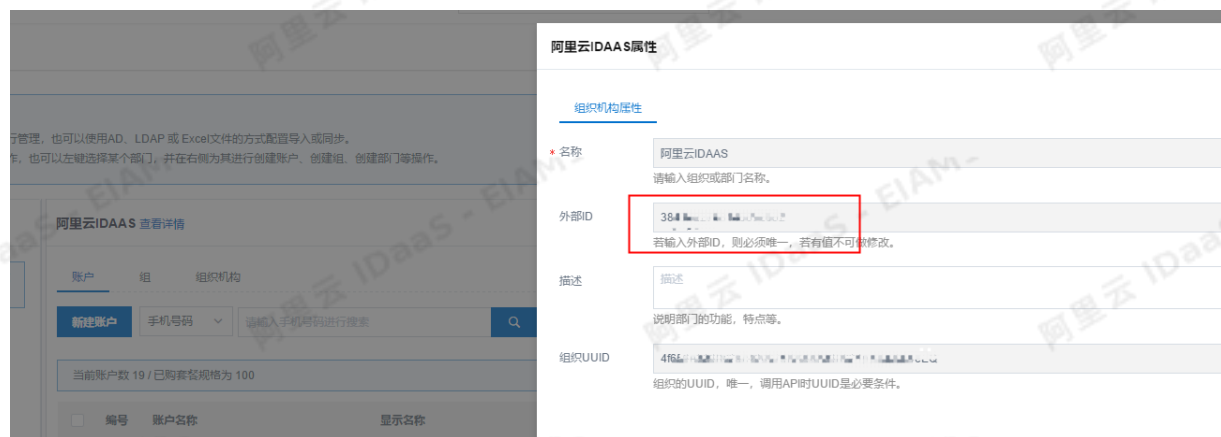 阿里云IDAAS属性
组织机构属性
行管理，也可以使用AD、LDAP 或 Excel文件的方式配置导入或同步。
作，也可以左键选择某个部门，并在右侧为其进行创建账户、创建组、创建部门等操作。
* 名称
阿里云IDAAS
请输入组织或部门名称。
外部ID
384
若输入外部ID，则必须唯一，若有值不可做修改。
阿里云IDAAS 查看详情
账户 组 组织机构
描述
描述
说明部门的功能，特点等。
新建账户 手机号码 请输入手机号码进行搜索
组织UUID
4f6
组织的UUID，唯一，调用API时UUID是必要条件。
当前账户数 19 / 已购套餐规格为 100
编号 账户名称 显示名称